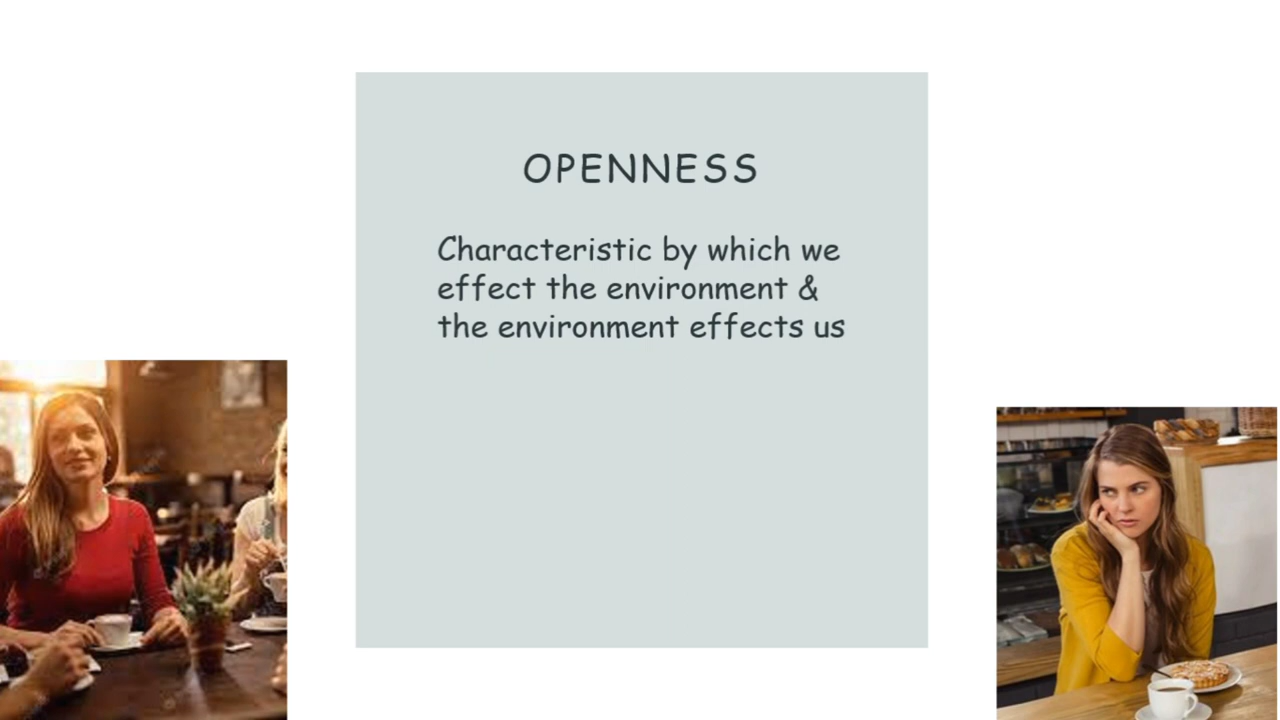 OPENNESS
Characteristic by which we
effect the environment &
the environment effects us